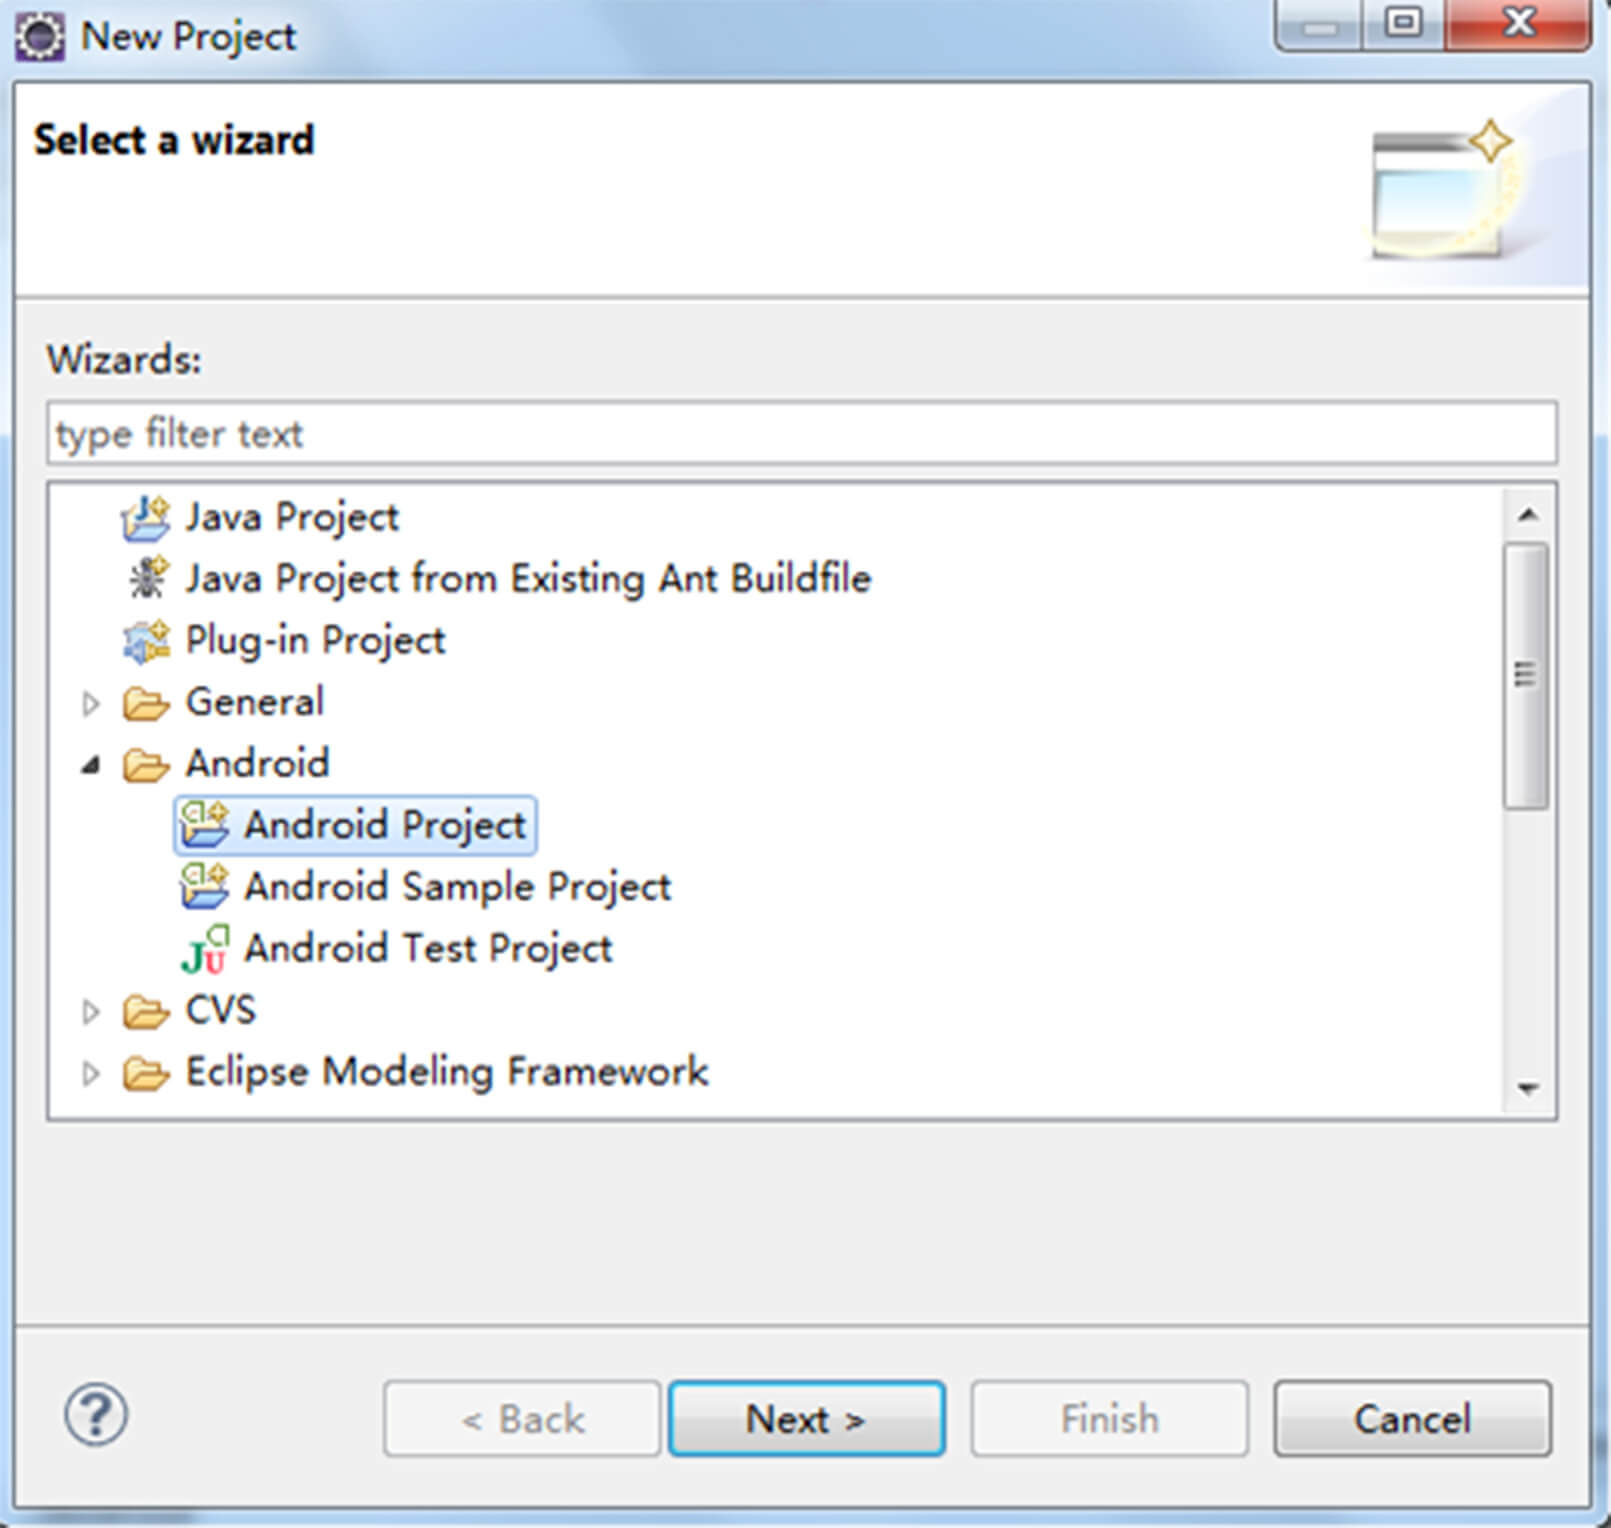 New Project
Select a wizard
Wizards:
type filter text
Java Project
Java Project from Existing Ant Buildfile
Plug-in Project
General
Android
Android Project
Android Sample Project
Android Test Project
CVS
Eclipse Modeling Framework
< Back
Next >
Finish
Cancel